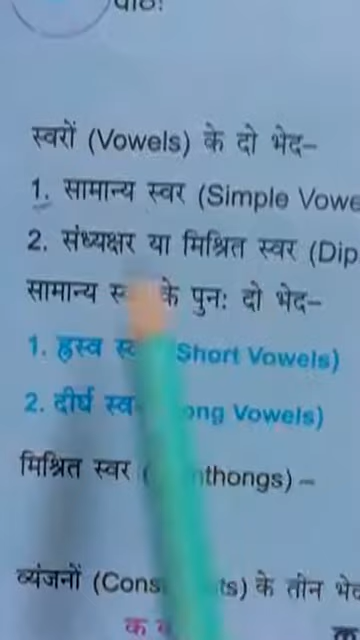 पाठः
स्वरों (Vowels) के दो भेद–
1. सामान्य स्वर (Simple Vowe
2. संध्यक्षर या मिश्रित स्वर (Dip
सामान्य के पुनः दो भेद–
1. ह्रस्व (Short Vowels)
2. दीर्घ स्व ong Vowels)
मिश्रित स्वर ( nthongs) –
व्यंजनों (Cons ts) के तीन भेद
क